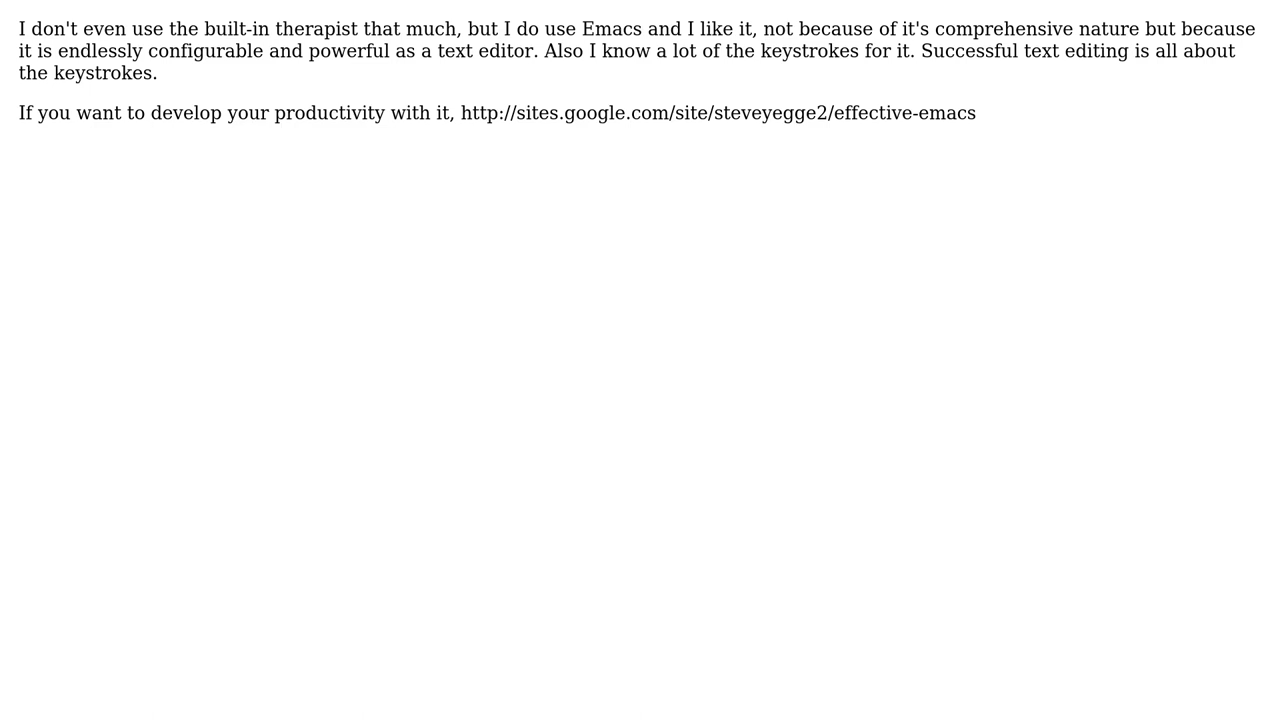 I don't even use the built-in therapist that much, but I do use Emacs and I like it, not because of it's comprehensive nature but because
it is endlessly configurable and powerful as a text editor. Also I know a lot of the keystrokes for it. Successful text editing is all about
the keystrokes.
If you want to develop your productivity with it, http://sites.google.com/site/steveyegge2/effective-emacs